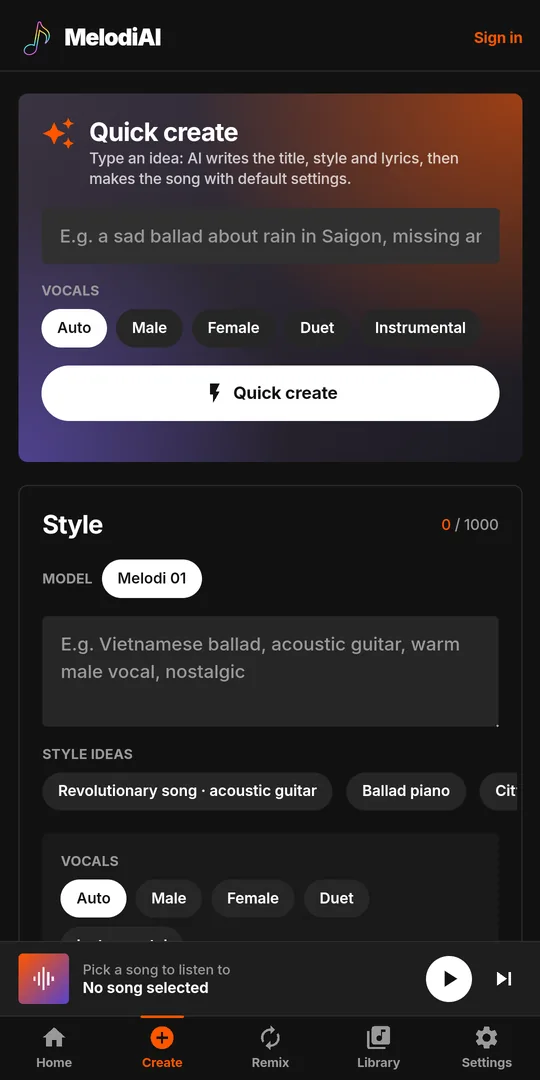 MelodiAI
Sign in
Quick create
Type an idea: AI writes the title, style and lyrics, then
makes the song with default settings.
E.g. a sad ballad about rain in Saigon, missing ar
VOCALS
Auto Male Female Duet Instrumental
Quick create
Style
0 / 1000
MODEL Melodi 01
E.g. Vietnamese ballad, acoustic guitar, warm
male vocal, nostalgic
STYLE IDEAS
Revolutionary song · acoustic guitar Ballad piano Cit
VOCALS
Auto Male Female Duet
Pick a song to listen to
No song selected
Home Create Remix Library Settings